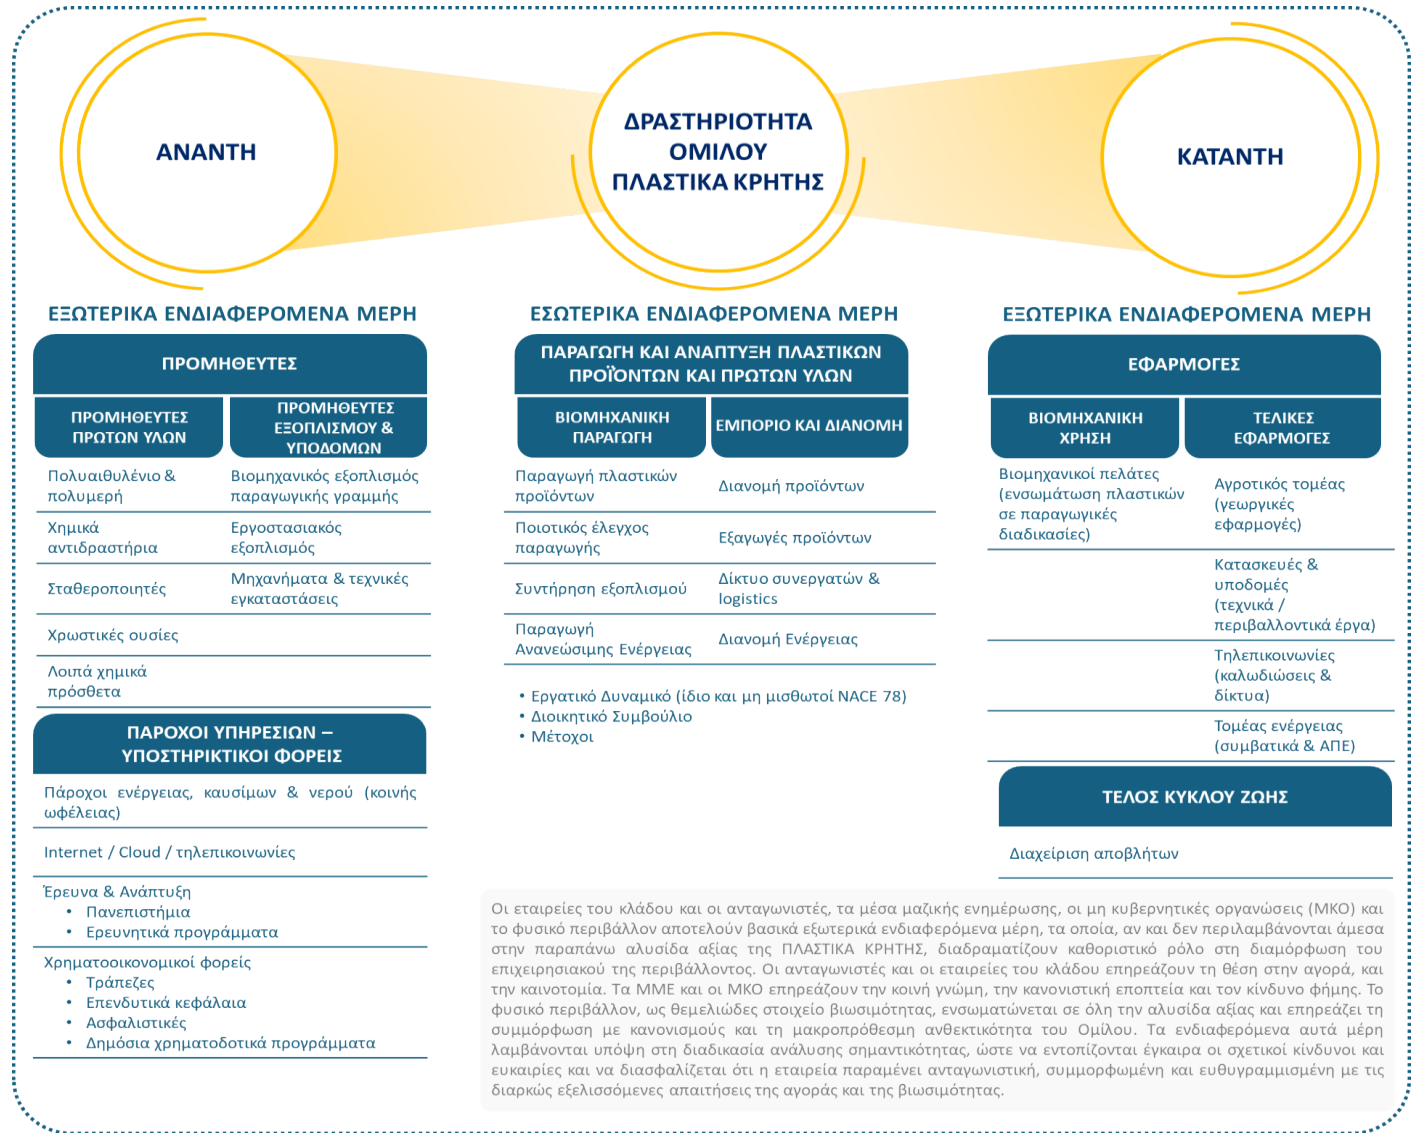 ΑΝΑΝΤΗ
ΔΡΑΣΤΗΡΙΟΤΗΤΑ
ΟΜΙΛΟΥ
ΠΛΑΣΤΙΚΑ ΚΡΗΤΗΣ
ΚΑΤΑΝΤΗ
ΕΞΩΤΕΡΙΚΑ ΕΝΔΙΑΦΕΡΟΜΕΝΑ ΜΕΡΗ
ΠΡΟΜΗΘΕΥΤΕΣ
ΠΡΟΜΗΘΕΥΤΕΣ
ΠΡΩΤΩΝ ΥΛΩΝ
ΠΡΟΜΗΘΕΥΤΕΣ
ΕΞΟΠΛΙΣΜΟΥ &
ΥΠΟΔΟΜΩΝ
Πολυαιθυλένιο &
πολυμερή
Βιομηχανικός εξοπλισμός
παραγωγικής γραμμής
Χημικά
αντιδραστήρια
Εργοστασιακός
εξοπλισμός
Σταθεροποιητές
Μηχανήματα & τεχνικές
εγκαταστάσεις
Χρωστικές ουσίες
Λοιπά χημικά
πρόσθετα
ΠΑΡΟΧΟΙ ΥΠΗΡΕΣΙΩΝ –
ΥΠΟΣΤΗΡΙΚΤΙΚΟΙ ΦΟΡΕΙΣ
Πάροχοι ενέργειας, καυσίμων & νερού (κοινής
ωφέλειας)
Internet / Cloud / τηλεπικοινωνίες
Έρευνα & Ανάπτυξη
• Πανεπιστήμια
• Ερευνητικά προγράμματα
Χρηματοοικονομικοί φορείς
• Τράπεζες
• Επενδυτικά κεφάλαια
• Ασφαλιστικές
• Δημόσια χρηματοδοτικά προγράμματα
ΕΣΩΤΕΡΙΚΑ ΕΝΔΙΑΦΕΡΟΜΕΝΑ ΜΕΡΗ
ΠΑΡΑΓΩΓΗ ΚΑΙ ΑΝΑΠΤΥΞΗ ΠΛΑΣΤΙΚΩΝ
ΠΡΟΪΟΝΤΩΝ ΚΑΙ ΠΡΩΤΩΝ ΥΛΩΝ
ΒΙΟΜΗΧΑΝΙΚΗ
ΠΑΡΑΓΩΓΗ
ΕΜΠΟΡΙΟ ΚΑΙ ΔΙΑΝΟΜΗ
Παραγωγή πλαστικών
προϊόντων
Διανομή προϊόντων
Ποιοτικός έλεγχος
παραγωγής
Εξαγωγές προϊόντων
Συντήρηση εξοπλισμού
Δίκτυο συνεργατών &
logistics
Παραγωγή
Ανανεώσιμης Ενέργειας
Διανομή Ενέργειας
• Εργατικό Δυναμικό (ίδιο και μη μισθωτοί NACE 78)
• Διοικητικό Συμβούλιο
• Μέτοχοι
ΕΞΩΤΕΡΙΚΑ ΕΝΔΙΑΦΕΡΟΜΕΝΑ ΜΕΡΗ
ΕΦΑΡΜΟΓΕΣ
ΒΙΟΜΗΧΑΝΙΚΗ
ΧΡΗΣΗ
ΤΕΛΙΚΕΣ
ΕΦΑΡΜΟΓΕΣ
Βιομηχανικοί πελάτες
(ενσωμάτωση πλαστικών
σε παραγωγικές
διαδικασίες)
Αγροτικός τομέας
(γεωργικές
εφαρμογές)
Κατασκευές &
υποδομές
(τεχνικά /
περιβαλλοντικά έργα)
Τηλεπικοινωνίες
(καλωδιώσεις &
δίκτυα)
Τομέας ενέργειας
(συμβατικά & ΑΠΕ)
ΤΕΛΟΣ ΚΥΚΛΟΥ ΖΩΗΣ
Διαχείριση αποβλήτων
Οι εταιρείες του κλάδου και οι ανταγωνιστές, τα μέσα μαζικής ενημέρωσης, οι μη κυβερνητικές οργανώσεις (ΜΚΟ) και
το φυσικό περιβάλλον αποτελούν βασικά εξωτερικά ενδιαφερόμενα μέρη, τα οποία, αν και δεν περιλαμβάνονται άμεσα
στην παραπάνω αλυσίδα αξίας της ΠΛΑΣΤΙΚΑ ΚΡΗΤΗΣ, διαδραματίζουν καθοριστικό ρόλο στη διαμόρφωση του
επιχειρησιακού της περιβάλλοντος. Οι ανταγωνιστές και οι εταιρείες του κλάδου επηρεάζουν τη θέση στην αγορά, και
την καινοτομία. Τα ΜΜΕ και οι ΜΚΟ επηρεάζουν την κοινή γνώμη, την κανονιστική εποπτεία και τον κίνδυνο φήμης. Το
φυσικό περιβάλλον, ως θεμελιώδες στοιχείο βιωσιμότητας, ενσωματώνεται σε όλη την αλυσίδα αξίας και επηρεάζει τη
συμμόρφωση με κανονισμούς και τη μακροπρόθεσμη ανθεκτικότητα του Ομίλου. Τα ενδιαφερόμενα αυτά μέρη
λαμβάνονται υπόψη στη διαδικασία ανάλυσης σημαντικότητας, ώστε να εντοπίζονται έγκαιρα οι σχετικοί κίνδυνοι και
ευκαιρίες και να διασφαλίζεται ότι η εταιρεία παραμένει ανταγωνιστική, συμμορφωμένη και ευθυγραμμισμένη με τις
διαρκώς εξελισσόμενες απαιτήσεις της αγοράς και της βιωσιμότητας.